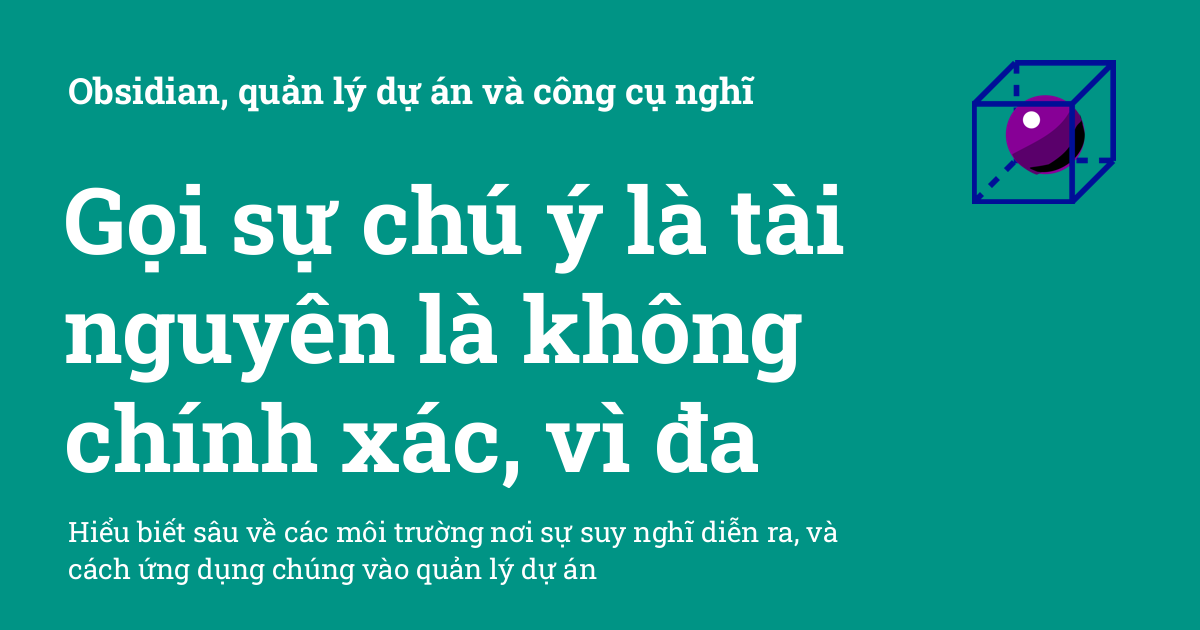 Obsidian, quản lý dự án và công cụ nghĩ
Gọi sự chú ý là tài
nguyên là không
chính xác, vì đa
Hiểu biết sâu về các môi trường nơi sự suy nghĩ diễn ra, và
cách ứng dụng chúng vào quản lý dự án